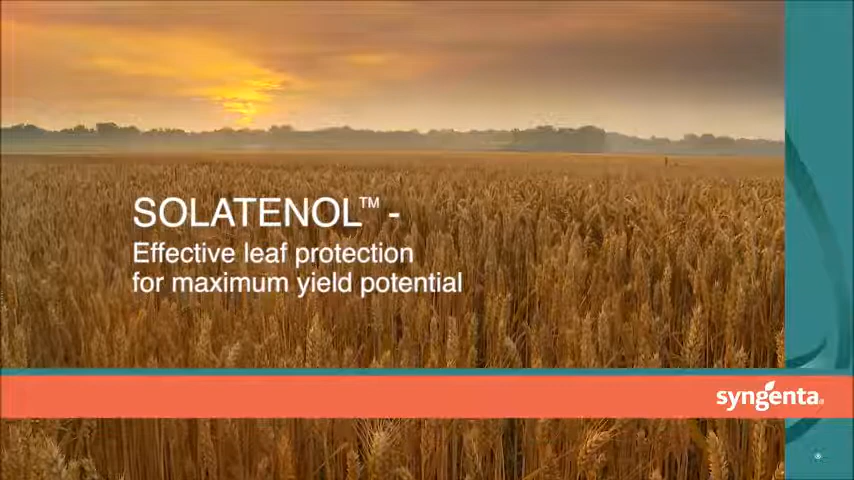 SOLATENOL™ -
Effective leaf protection
for maximum yield potential
syngenta®